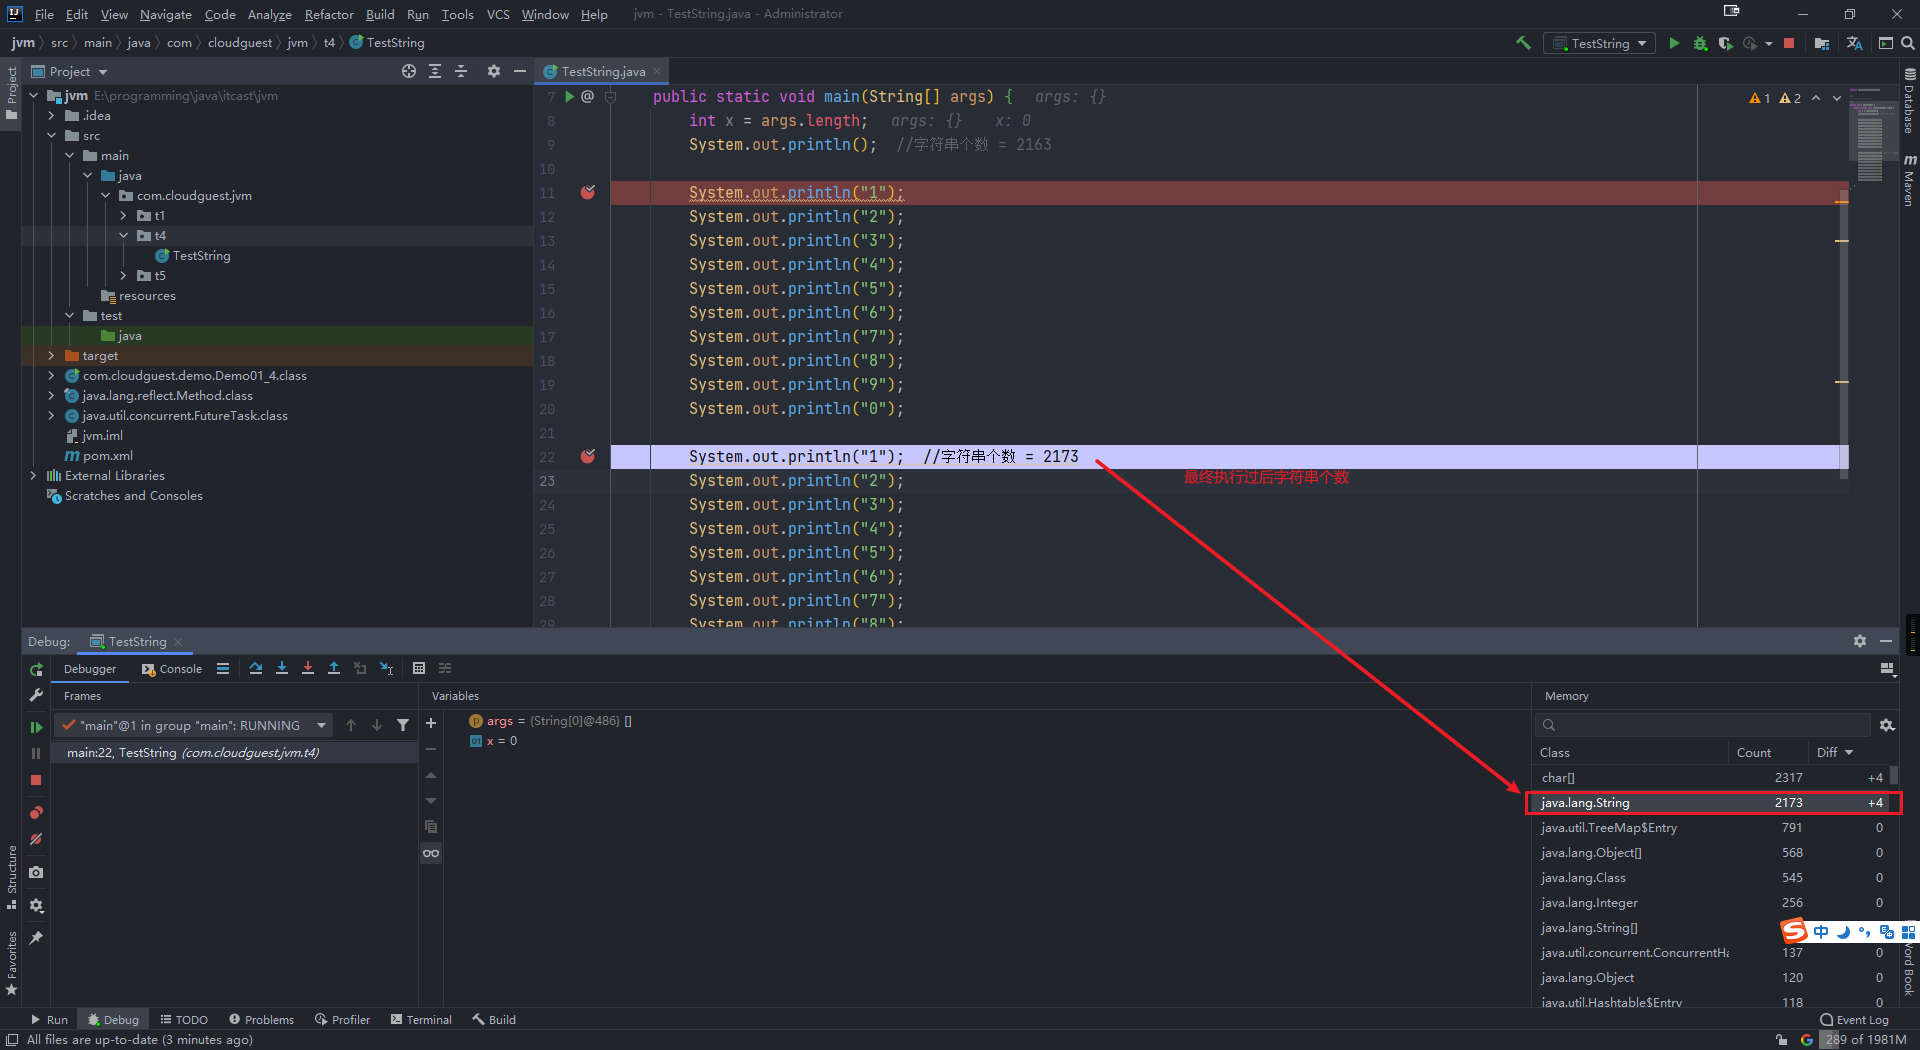 File Edit View Navigate Code Analyze Refactor Build Run Tools VCS Window Help jvm - TestString.java - Administrator
jvm src main java com cloudguest jvm t4 TestString
TestString
Project
TestString.java
Project
jvm E:\programming\java\itcast\jvm
.idea
src
main
java
com.cloudguest.jvm
t1
t4
TestString
t5
resources
test
java
target
com.cloudguest.demo.Demo01_4.class
java.lang.reflect.Method.class
java.util.concurrent.FutureTask.class
jvm.iml
pom.xml
External Libraries
Scratches and Consoles
7 @ public static void main(String[] args) { args: {}
8 int x = args.length; args: {} x: 0
9 System.out.println(); //字符串个数 = 2163
10
11 System.out.println("1");
12 System.out.println("2");
13 System.out.println("3");
14 System.out.println("4");
15 System.out.println("5");
16 System.out.println("6");
17 System.out.println("7");
18 System.out.println("8");
19 System.out.println("9");
20 System.out.println("0");
21
22 System.out.println("1"); //字符串个数 = 2173
23 System.out.println("2");
24 System.out.println("3");
25 System.out.println("4");
26 System.out.println("5");
27 System.out.println("6");
28 System.out.println("7");
29 System.out.println("8");
最终执行过后字符串个数
1 2
Database
Maven
Debug: TestString
Debugger Console
Frames
"main"@1 in group "main": RUNNING
main:22, TestString (com.cloudguest.jvm.t4)
Variables
args = {String[0]@486} []
x = 0
Memory
Class Count Diff
char[] 2317 +4
java.lang.String 2173 +4
java.util.TreeMap$Entry 791 0
java.lang.Object[] 568 0
java.lang.Class 545 0
java.lang.Integer 256 0
java.lang.String[]
java.util.concurrent.ConcurrentHa 137 0
java.lang.Object 120 0
java.util.Hashtable$Entry 118 0
中
Structure
Favorites
Word Book
Run Debug TODO Problems Profiler Terminal Build Event Log
All files are up-to-date (3 minutes ago) 289 of 1981M